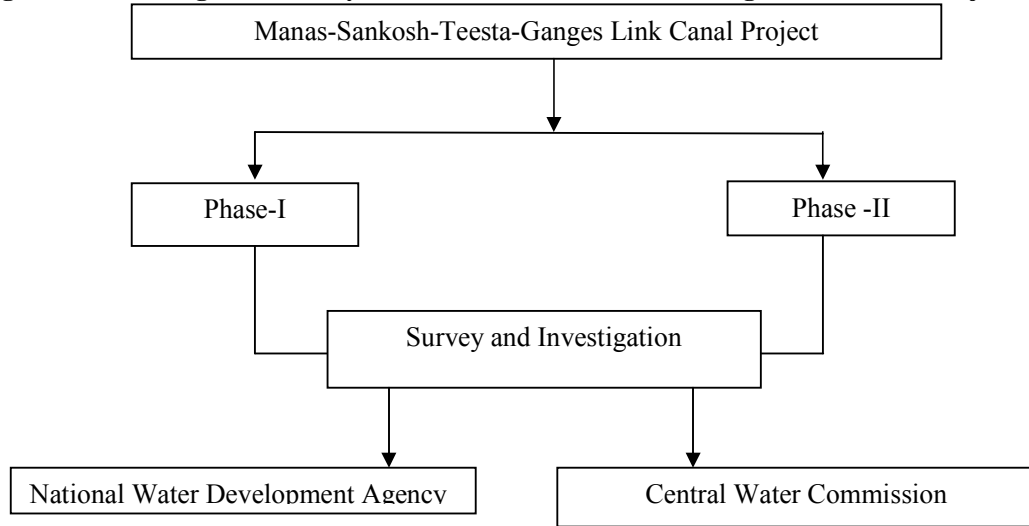 Manas-Sankosh-Teesta-Ganges Link Canal Project
Phase-I
Phase -II
Survey and Investigation
National Water Development Agency
Central Water Commission